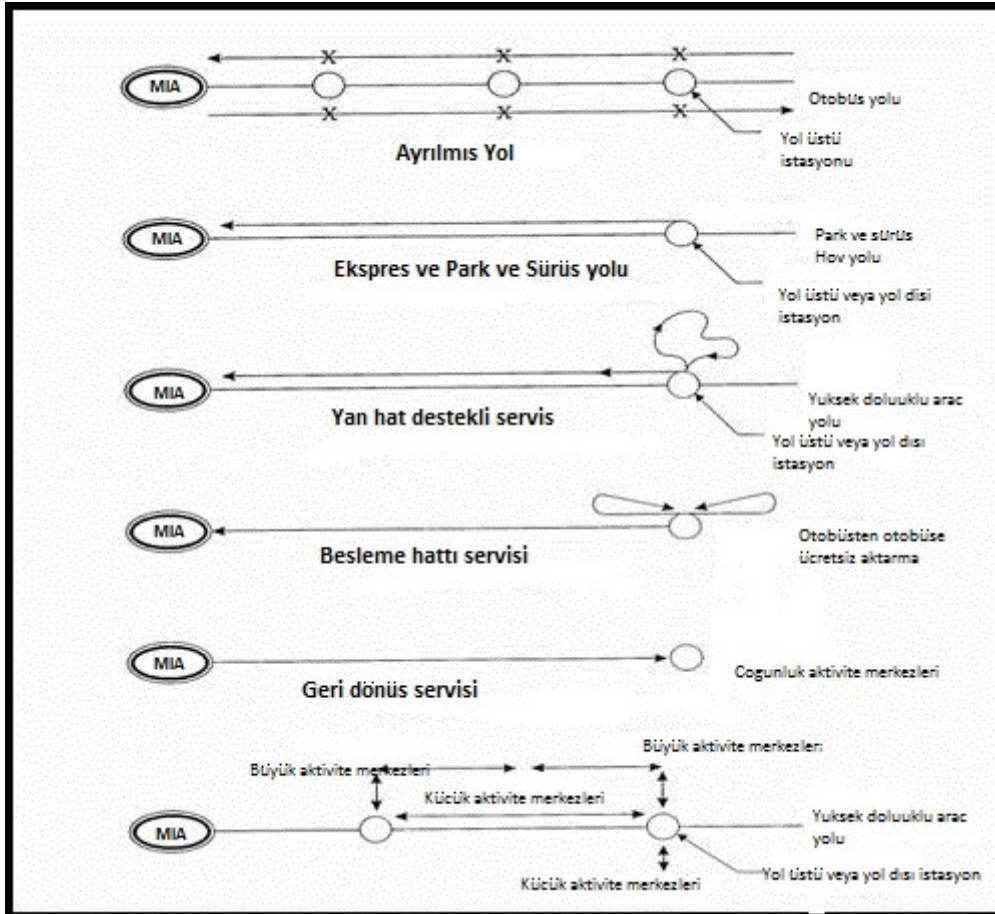 MIA
Otobüs yolu
Yol üstü
istasyonu
Ayrılmıs Yol
MIA
Park ve sürüs
Hov yolu
Ekspres ve Park ve Sürüs yolu
Yol üstü veya yol disi
istasyon
MIA
Yuksek doluuklu arac
yolu
Yan hat destekli servis
Yol üstü veya yol dısı
istasyon
MIA
Otobüsten otobüse
ücretsiz aktarma
Besleme hattı servisi
MIA
Cogunluk aktivite merkezleri
Geri dönüs servisi
Büyük aktivite merkezler
Büyük aktivite merkezleri
Kücük aktivite merkezleri
MIA
Yuksek doluuklu arac
yolu
Yol üstü veya yol dısı istasyon
Kücük aktivite merkezleri